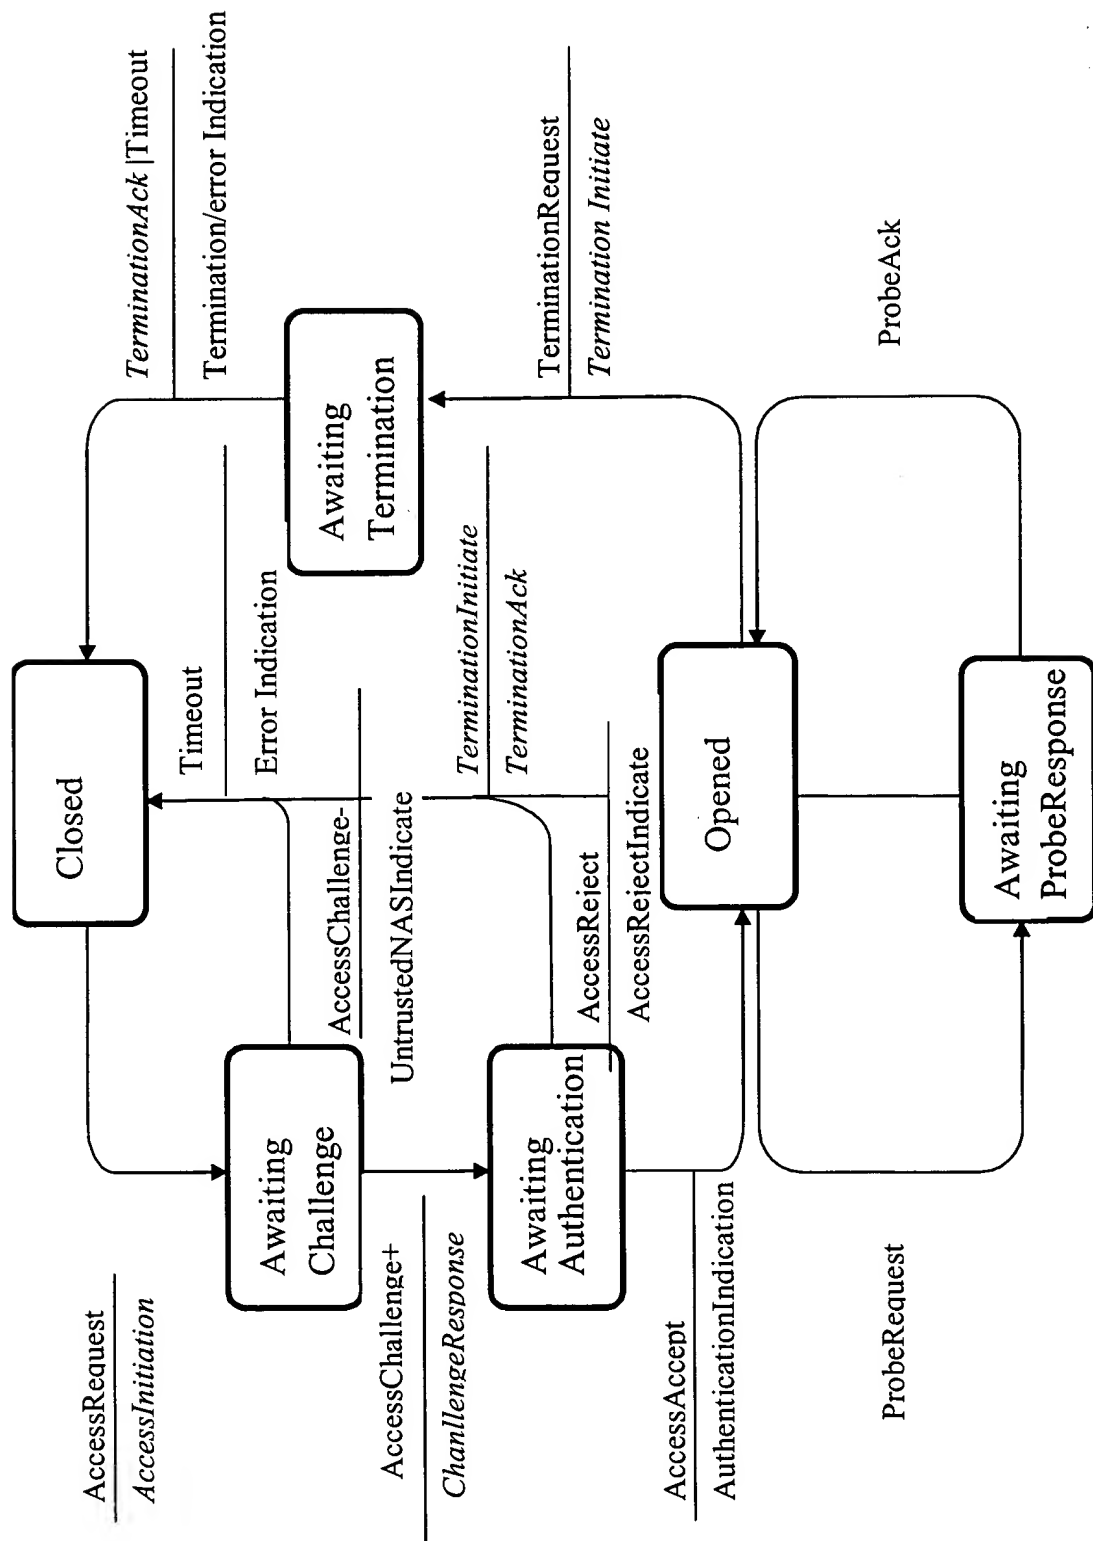 AccessRequest
AccessInitiation
Closed
TerminationAck |Timeout
Termination/error Indication
Timeout
Error Indication
Awaiting
Challenge
Awaiting
Termination
AccessChallenge-
UntrustedNASIndicate
AccessChallenge+
ChanllengeResponse
TerminationInitiate
TerminationAck
Awaiting
Authentication
AccessReject
AccessRejectIndicate
TerminationRequest
Termination Initiate
AccessAccept
AuthenticationIndication
Opened
ProbeRequest
ProbeAck
Awaiting
ProbeResponse